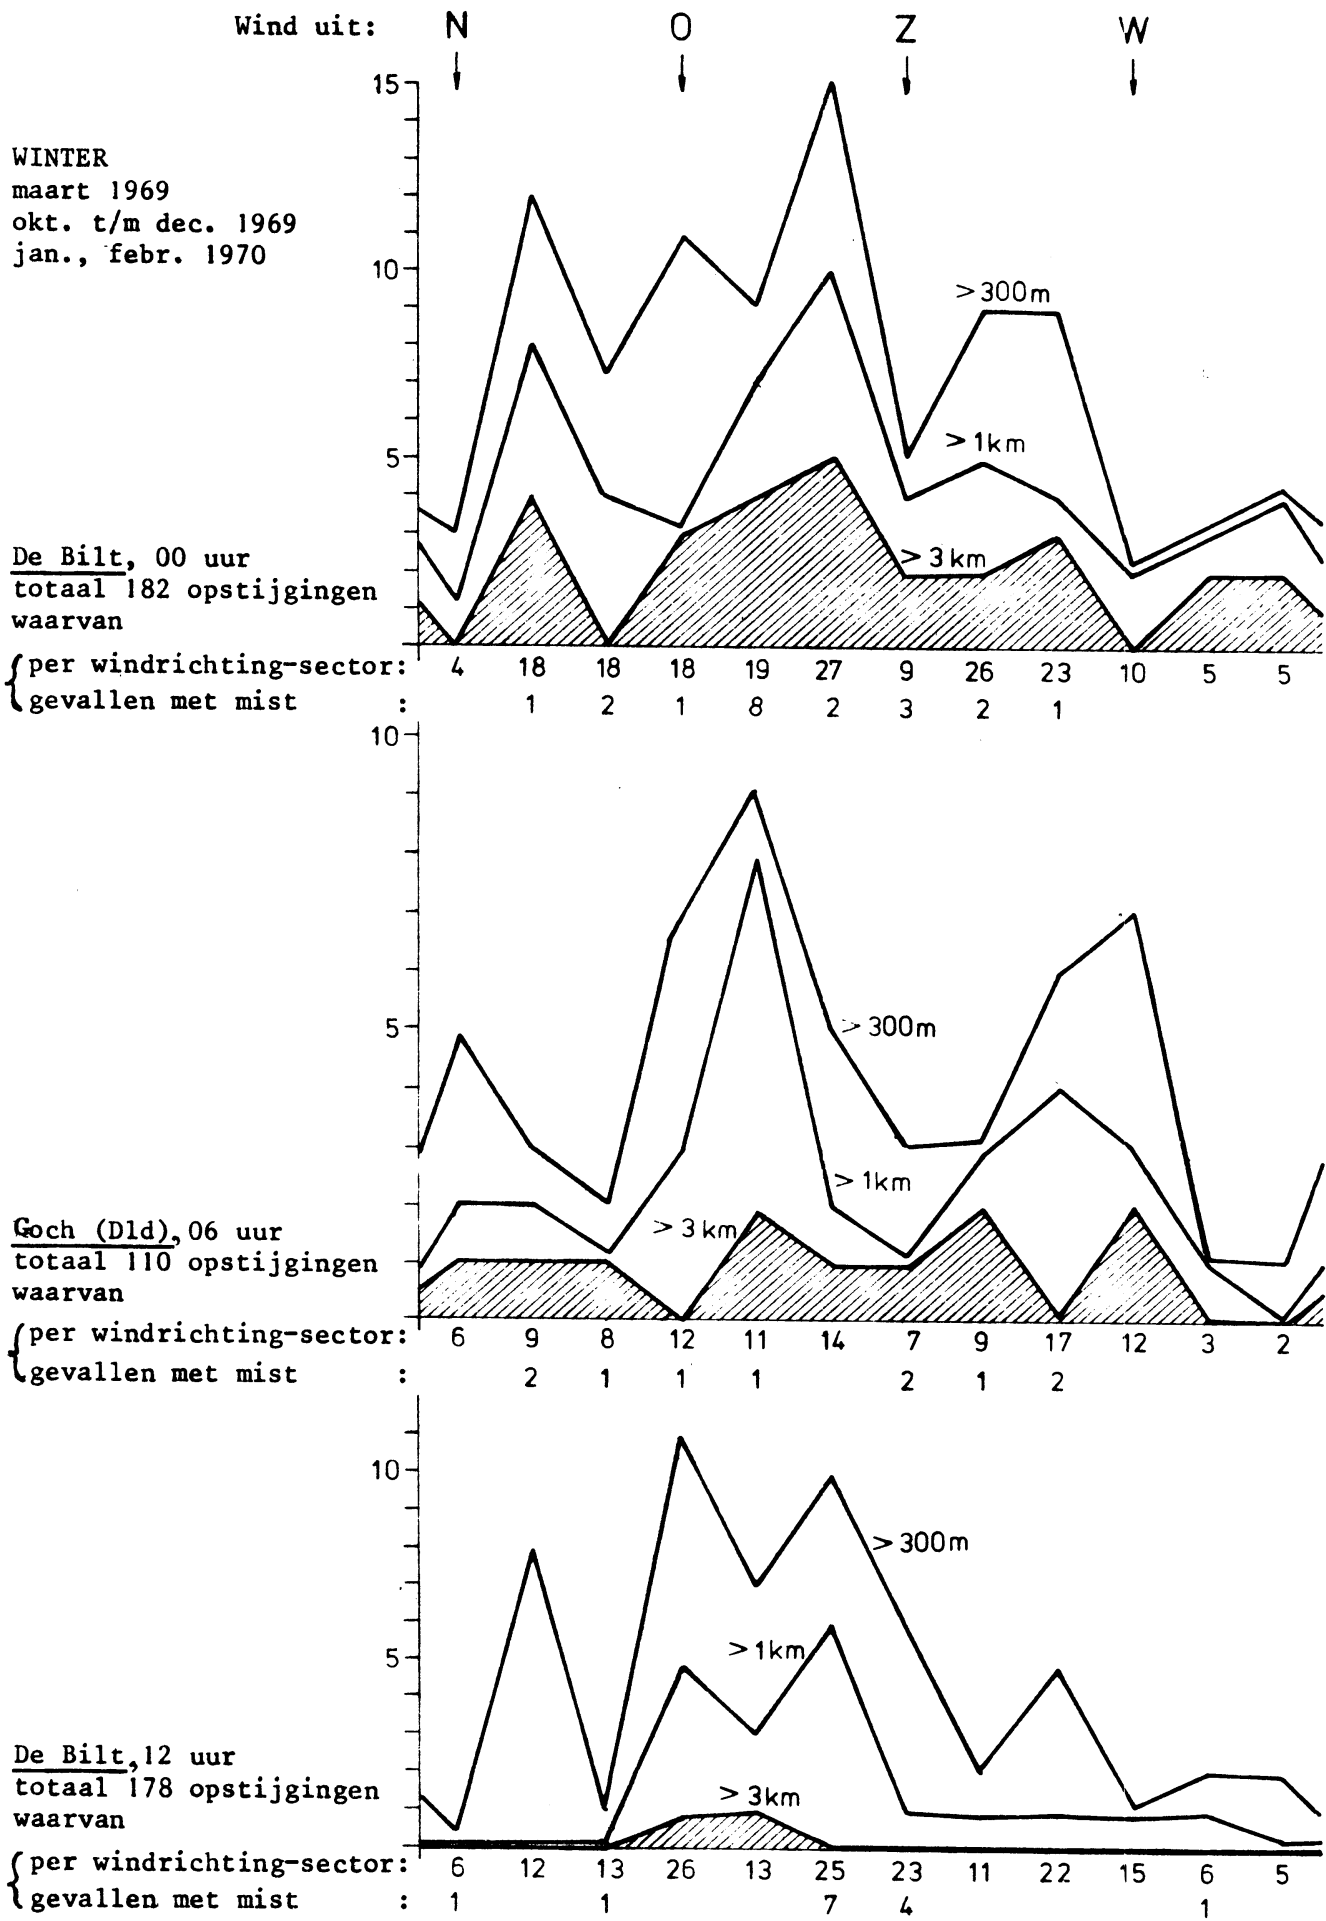 Wind uit: N O Z W
15
WINTER
maart 1969
okt. t/m dec. 1969
jan., febr. 1970
10
>300m
>1km
5
>3km
De Bilt, 00 uur
totaal 182 opstijgingen
waarvan
per windrichting-sector: 4 18 18 18 19 27 9 26 23 10 5 5
gevallen met mist : 1 2 1 8 2 3 2 1
10
5
>300m
>1km
>3km
Goch (Dld), 06 uur
totaal 110 opstijgingen
waarvan
per windrichting-sector: 6 9 8 12 11 14 7 9 17 12 3 2
gevallen met mist : 2 1 1 1 2 1 2
10
>300m
>1km
5
>3km
De Bilt, 12 uur
totaal 178 opstijgingen
waarvan
per windrichting-sector: 6 12 13 26 13 25 23 11 22 15 6 5
gevallen met mist : 1 1 7 4 1